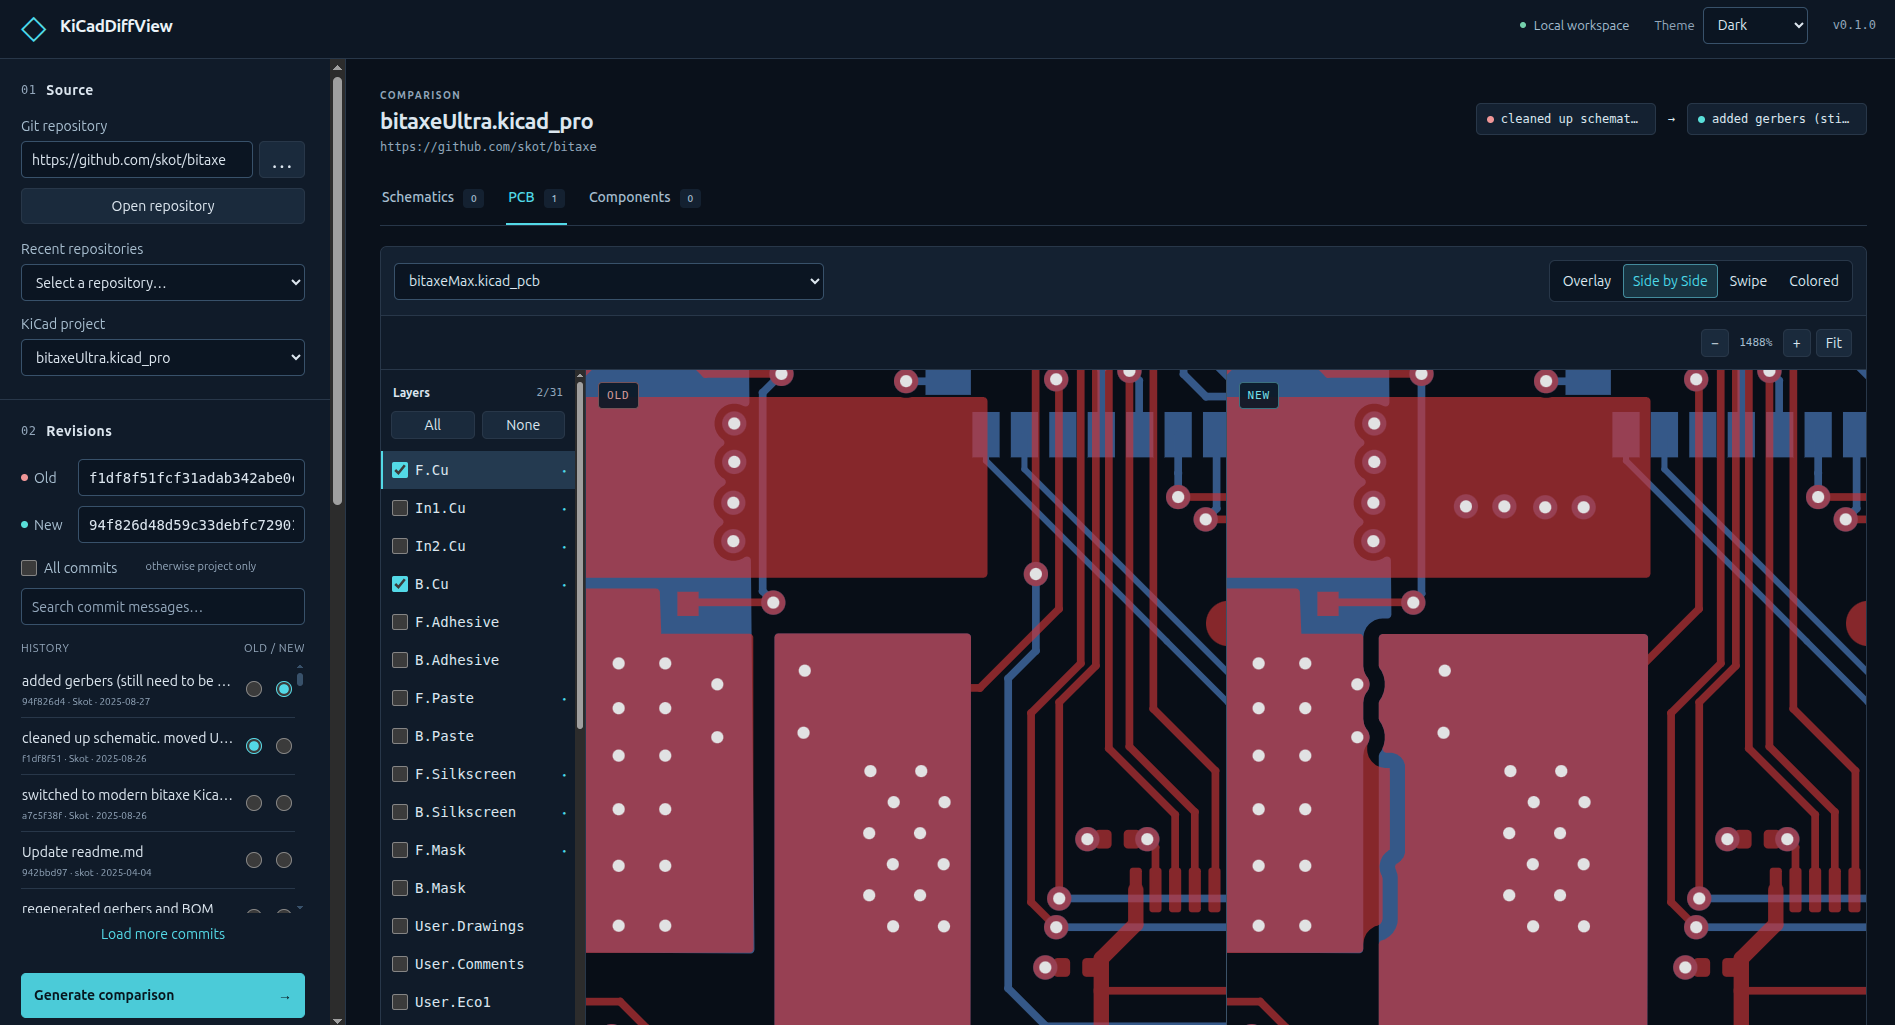 KiCadDiffView
Local workspace
Theme
Dark
v0.1.0
01 Source
Git repository
https://github.com/skot/bitaxe
...
Open repository
Recent repositories
Select a repository...
KiCad project
bitaxeUltra.kicad_pro
02 Revisions
Old
f1df8f51fcf31adab342abe0
New
94f826d48d59c33debfc7290
All commits
otherwise project only
Search commit messages...
HISTORY
OLD / NEW
added gerbers (still need to be ...
94f826d4 · Skot · 2025-08-27
cleaned up schematic. moved U...
f1df8f51 · Skot · 2025-08-26
switched to modern bitaxe Kica...
a7c5f38f · Skot · 2025-08-26
Update readme.md
942bbd97 · skot · 2025-04-04
regenerated gerbers and BOM
Load more commits
Generate comparison →
COMPARISON
bitaxeUltra.kicad_pro
https://github.com/skot/bitaxe
cleaned up schemat… → added gerbers (sti…
Schematics 0
PCB 1
Components 0
bitaxeMax.kicad_pcb
Overlay
Side by Side
Swipe
Colored
− 1488% + Fit
Layers 2/31
All
None
F.Cu
In1.Cu
In2.Cu
B.Cu
F.Adhesive
B.Adhesive
F.Paste
B.Paste
F.Silkscreen
B.Silkscreen
F.Mask
B.Mask
User.Drawings
User.Comments
User.Eco1
OLD
NEW